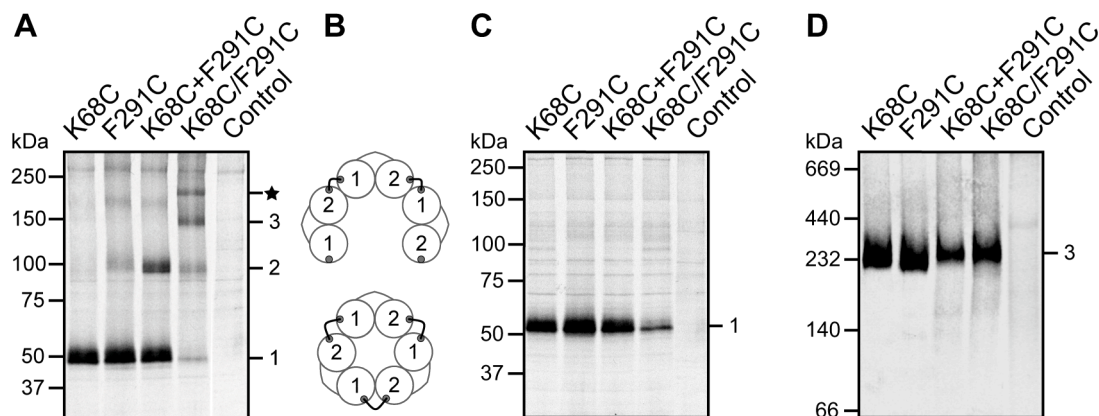 A
K68C
F291C
K68C+F291C
K68C/F291C
Control
kDa
250
150
100
75
50
37
★
3
2
1
B
1 2
2 1
1 2
1 2
2 1
1 2
C
K68C
F291C
K68C+F291C
K68C/F291C
Control
kDa
250
150
100
75
50
37
1
D
K68C
F291C
K68C+F291C
K68C/F291C
Control
kDa
669
440
232
140
66
3